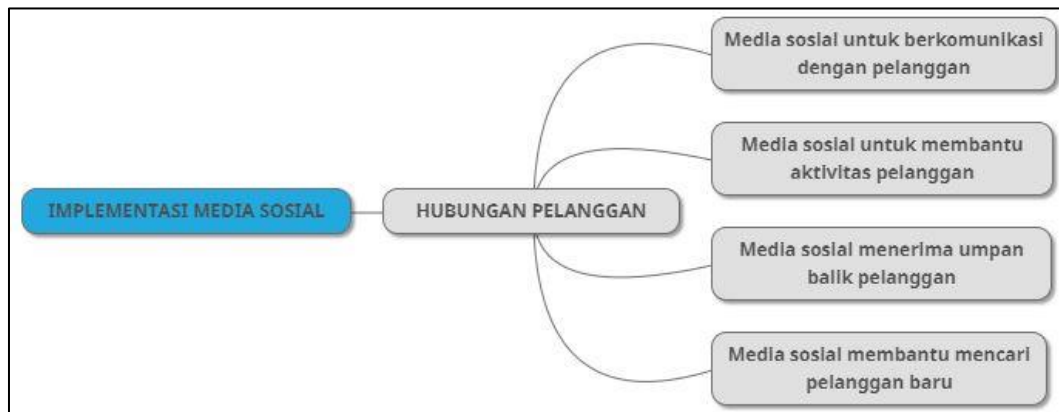 IMPLEMENTASI MEDIA SOSIAL
HUBUNGAN PELANGGAN
Media sosial untuk berkomunikasi
dengan pelanggan
Media sosial untuk membantu
aktivitas pelanggan
Media sosial menerima umpan
balik pelanggan
Media sosial membantu mencari
pelanggan baru